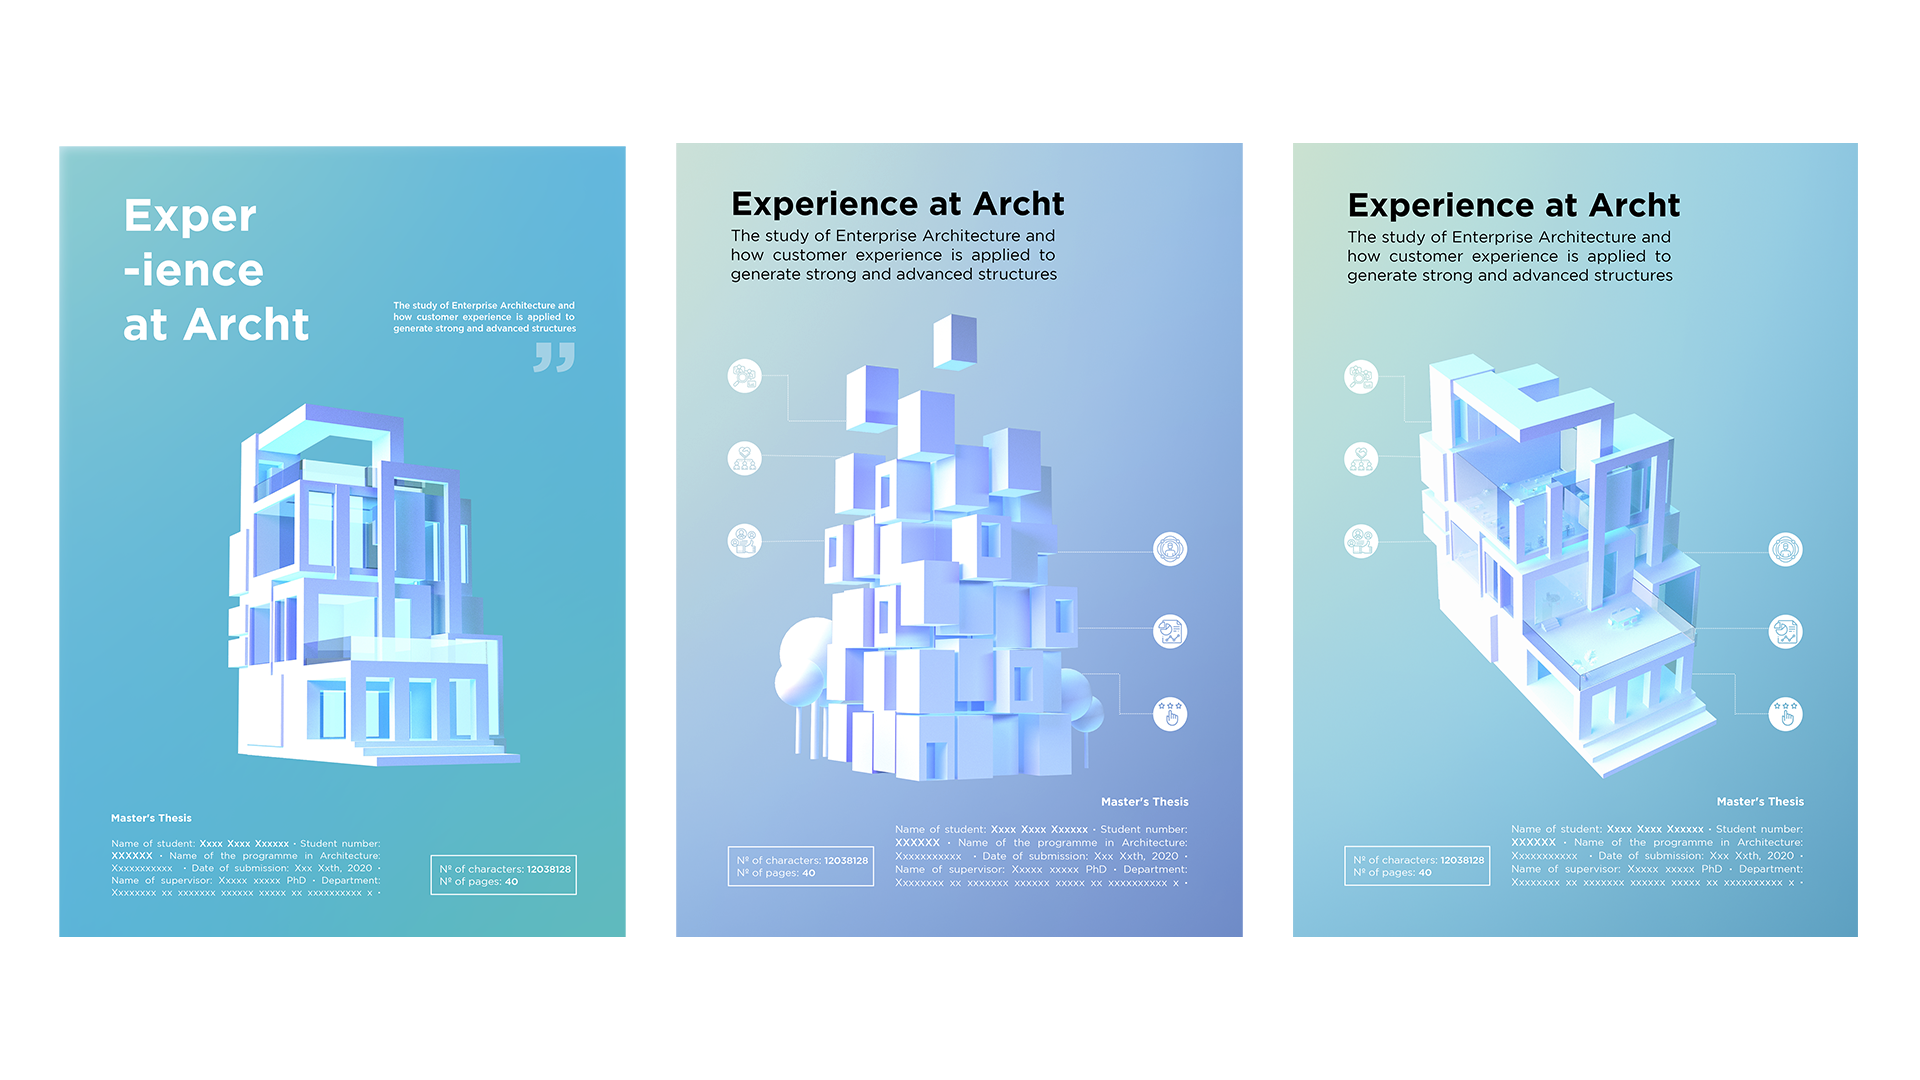 Exper
-ience
at Archt
The study of Enterprise Architecture and
how customer experience is applied to
generate strong and advanced structures
”
Master's Thesis
Name of student: Xxxx Xxxx Xxxxxx · Student number:
XXXXXX · Name of the programme in Architecture:
Xxxxxxxxxxx · Date of submission: Xxx Xxth, 2020 ·
Name of supervisor: Xxxxx xxxxx PhD · Department:
Xxxxxxxx xx xxxxxxx xxxxxx xxxxx xx xxxxxxxxxx x ·
Nº of characters: 12038128
Nº of pages: 40
Experience at Archt
The study of Enterprise Architecture and
how customer experience is applied to
generate strong and advanced structures
Master's Thesis
Name of student: Xxxx Xxxx Xxxxxx · Student number:
XXXXXX · Name of the programme in Architecture:
Xxxxxxxxxxx · Date of submission: Xxx Xxth, 2020 ·
Name of supervisor: Xxxxx xxxxx PhD · Department:
Xxxxxxxx xx xxxxxxx xxxxxx xxxxx xx xxxxxxxxxx x ·
Nº of characters: 12038128
Nº of pages: 40
Experience at Archt
The study of Enterprise Architecture and
how customer experience is applied to
generate strong and advanced structures
Master's Thesis
Name of student: Xxxx Xxxx Xxxxxx · Student number:
XXXXXX · Name of the programme in Architecture:
Xxxxxxxxxxx · Date of submission: Xxx Xxth, 2020 ·
Name of supervisor: Xxxxx xxxxx PhD · Department:
Xxxxxxxx xx xxxxxxx xxxxxx xxxxx xx xxxxxxxxxx x ·
Nº of characters: 12038128
Nº of pages: 40